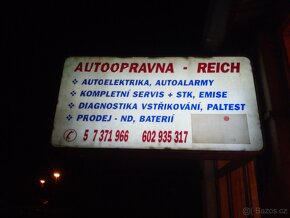 AUTOOPRAVNA - REICH
AUTOELEKTRIKA, AUTOALARMY
KOMPLETNÍ SERVIS + STK, EMISE
DIAGNOSTIKA VSTŘIKOVÁNÍ, PALTEST
PRODEJ - ND, BATERIÍ
5 7 371 966 602 935 317
Bazos.cz